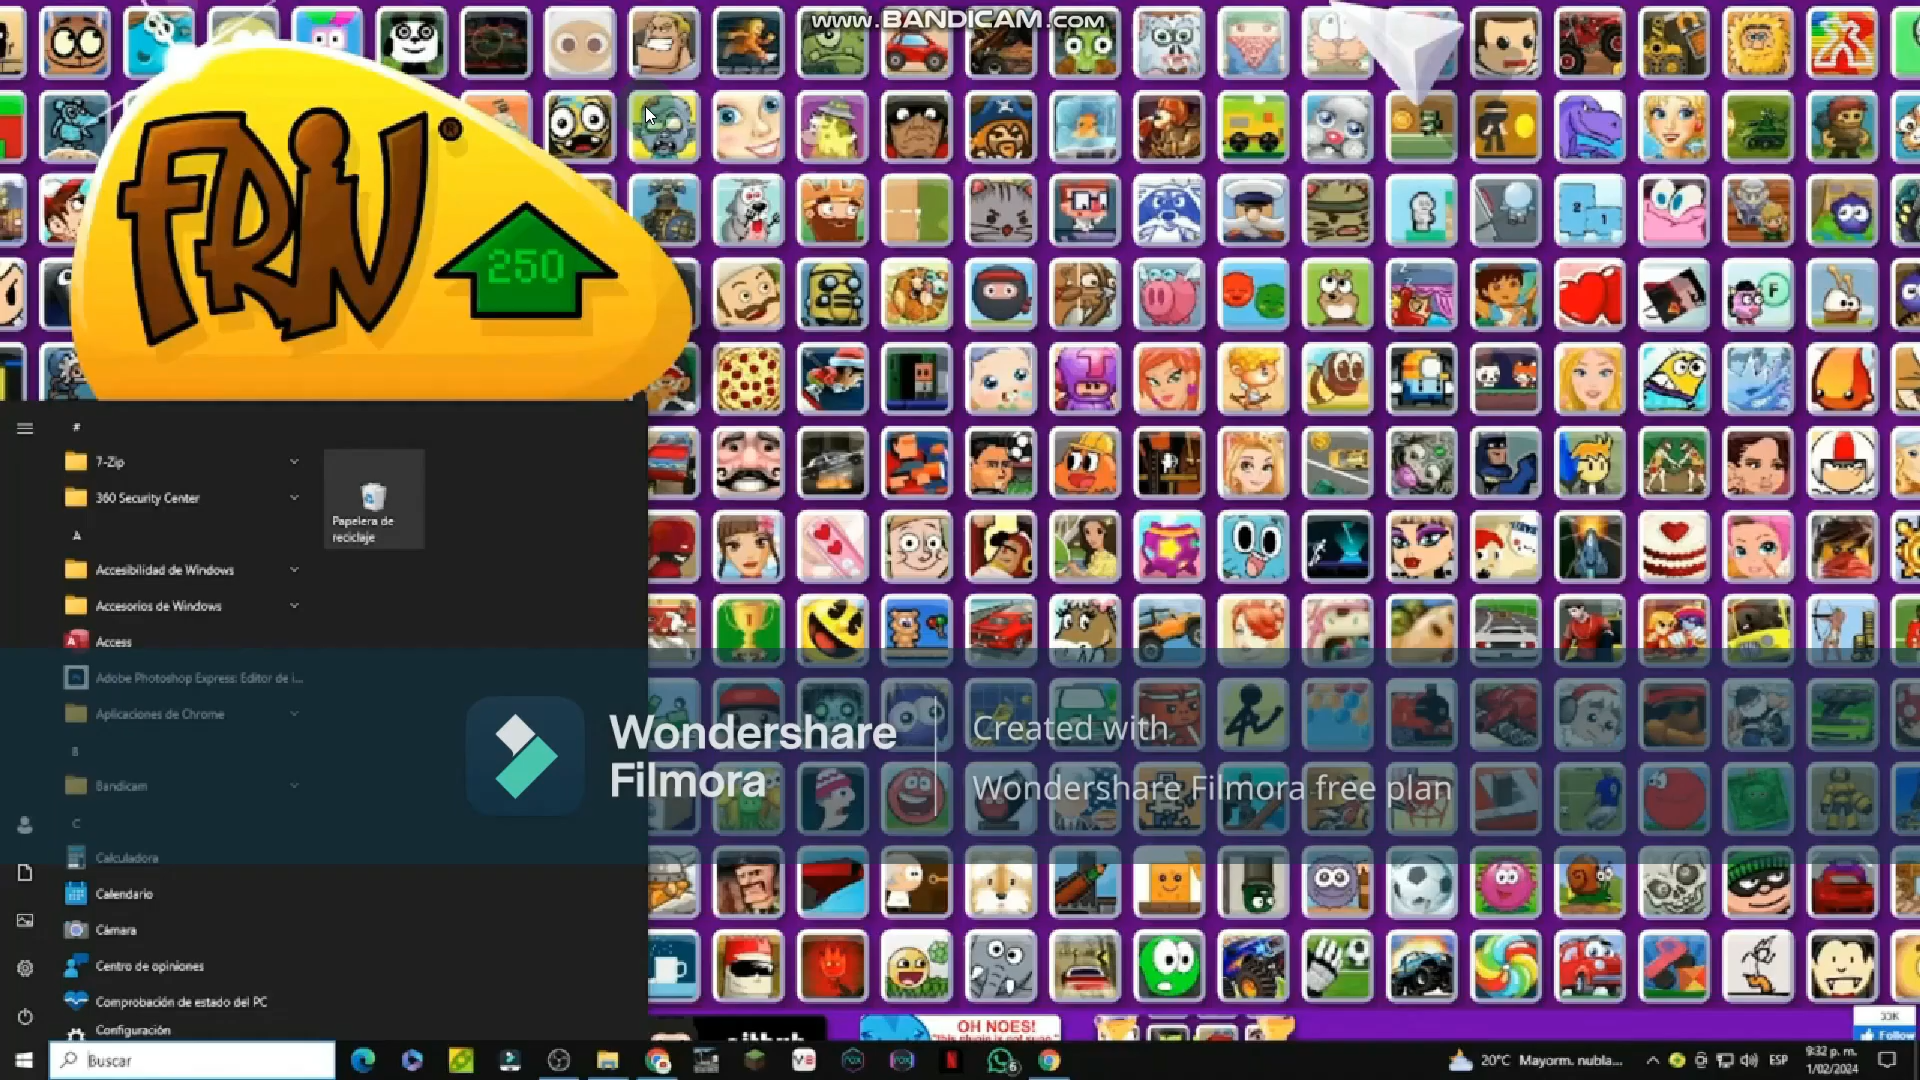 www.BANDICAM.com
FRIV®
250
#
7-Zip
360 Security Center
Papelera de
reciclaje
A
Accesibilidad de Windows
Accesorios de Windows
Access
Adobe Photoshop Express: Editor de i...
Aplicaciones de Chrome
B
Bandicam
C
Calculadora
Calendario
Cámara
Centro de opiniones
Comprobación de estado del PC
Configuración
Wondershare
Filmora
Created with
Wondershare Filmora free plan
OH NOES!
33K
Follow
Buscar
20°C Mayorm. nubla...
ESP
9:32 p. m.
1/02/2024